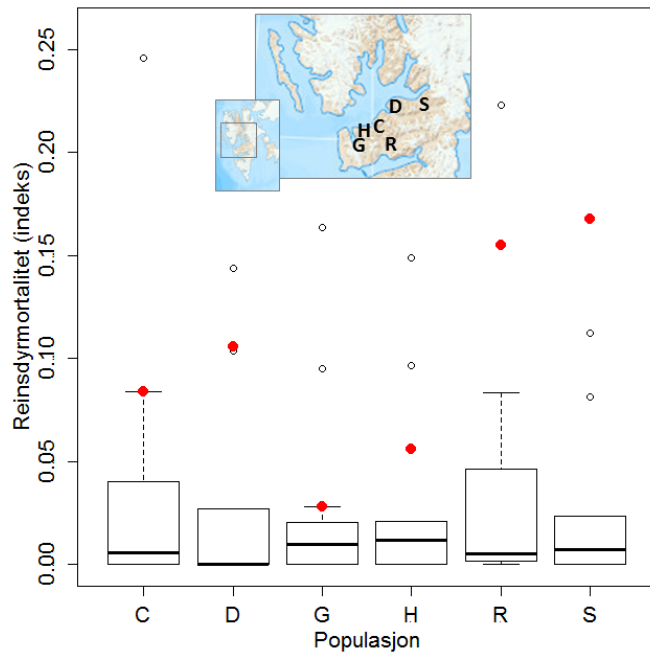 Reinsdyrmortalitet (indeks)
0.25
0.20
0.15
0.10
0.05
0.00
D
S
C
H
G
R
C D G H R S
Populasjon